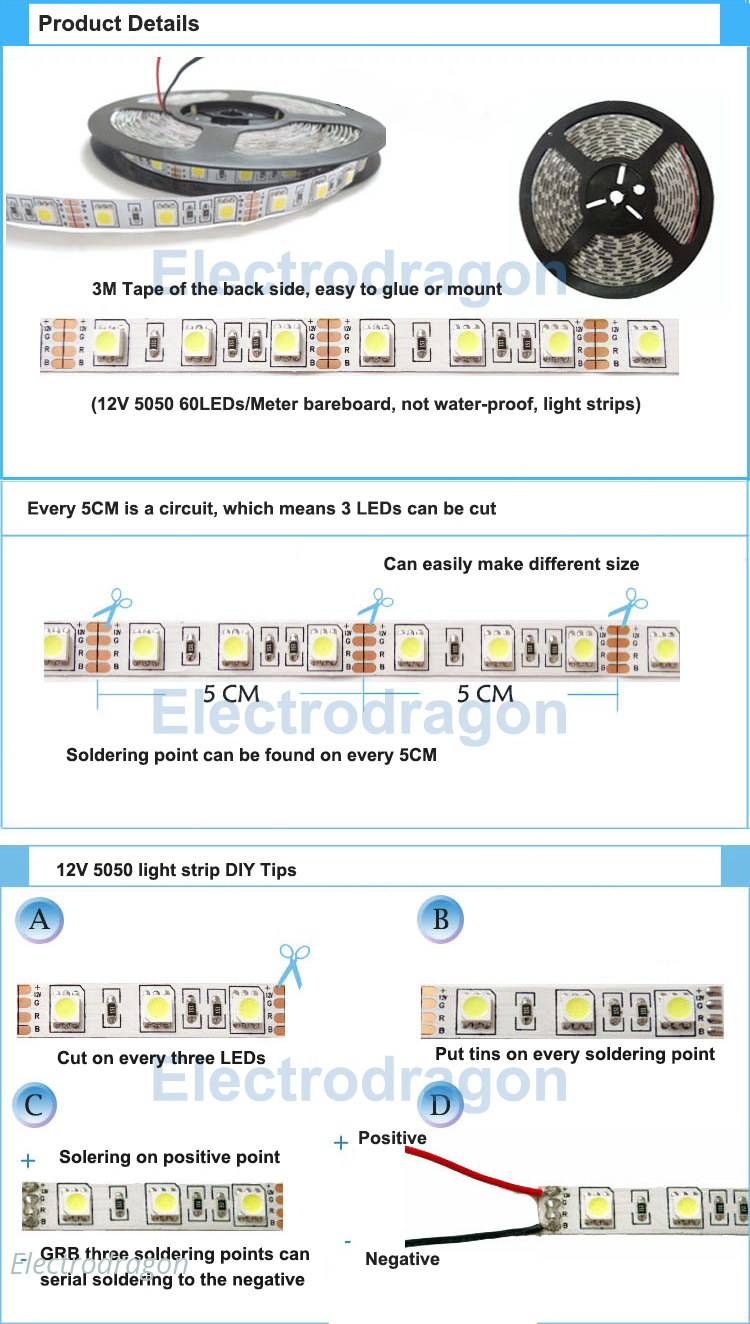 Product Details
Electrodragon
3M Tape of the back side, easy to glue or mount
(12V 5050 60LEDs/Meter bareboard, not water-proof, light strips)
Every 5CM is a circuit, which means 3 LEDs can be cut
Can easily make different size
5 CM
5 CM
Electrodragon
Soldering point can be found on every 5CM
12V 5050 light strip DIY Tips
A
B
Cut on every three LEDs
Put tins on every soldering point
Electrodragon
C
D
+ Solering on positive point
+ Positive
- GRB three soldering points can
serial soldering to the negative
- Negative
Electrodragon